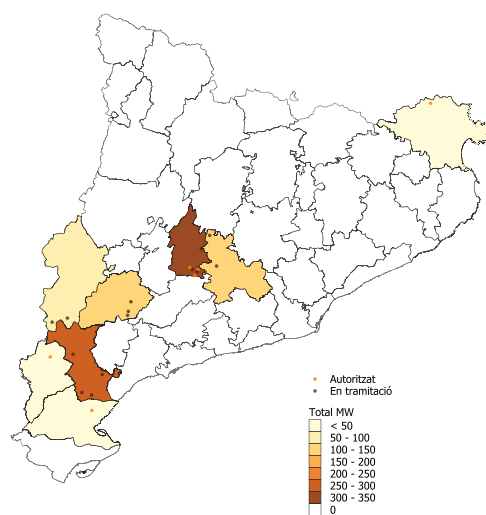 Autoritzat
En tramitació
Total MW
< 50
50 - 100
100 - 150
150 - 200
200 - 250
250 - 300
300 - 350
0